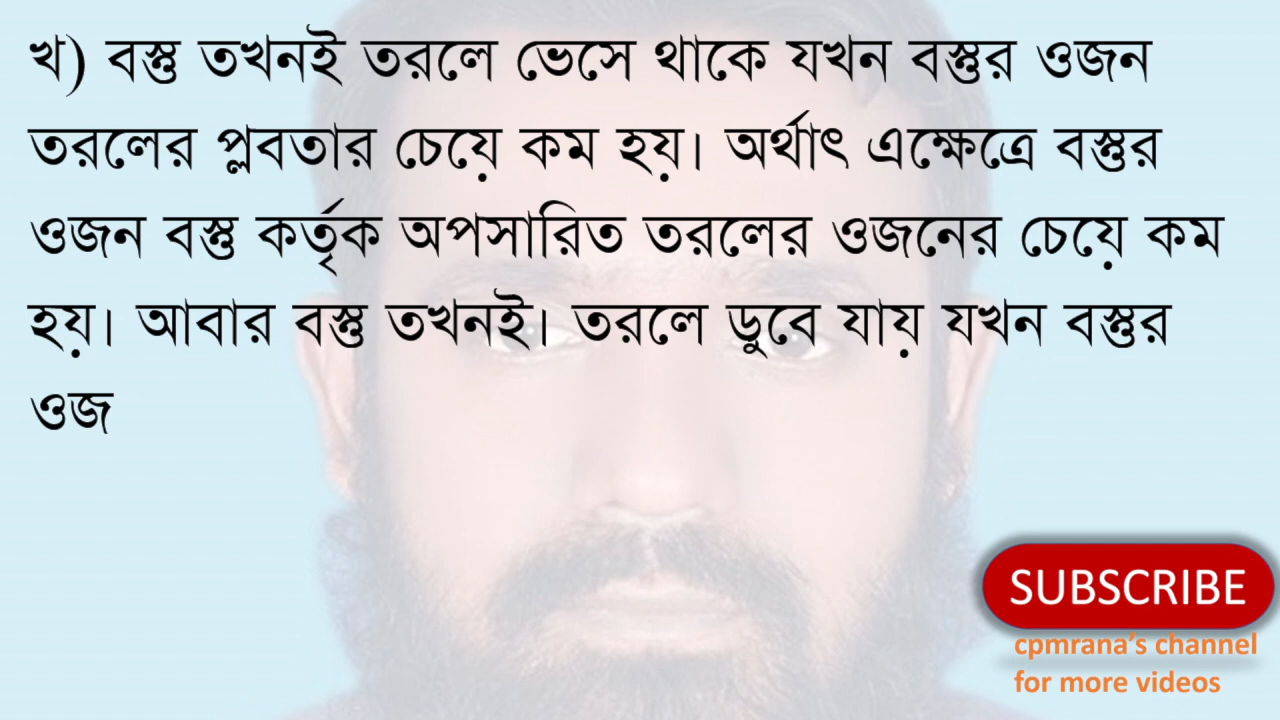 খ) বস্তু তখনই তরলে ভেসে থাকে যখন বস্তুর ওজন
তরলের প্লবতার চেয়ে কম হয়। অর্থাৎ এক্ষেত্রে বস্তুর
ওজন বস্তু কর্তৃক অপসারিত তরলের ওজনের চেয়ে কম
হয়। আবার বস্তু তখনই। তরলে ডুবে যায় যখন বস্তুর
ওজ
SUBSCRIBE
cpmrana's channel
for more videos